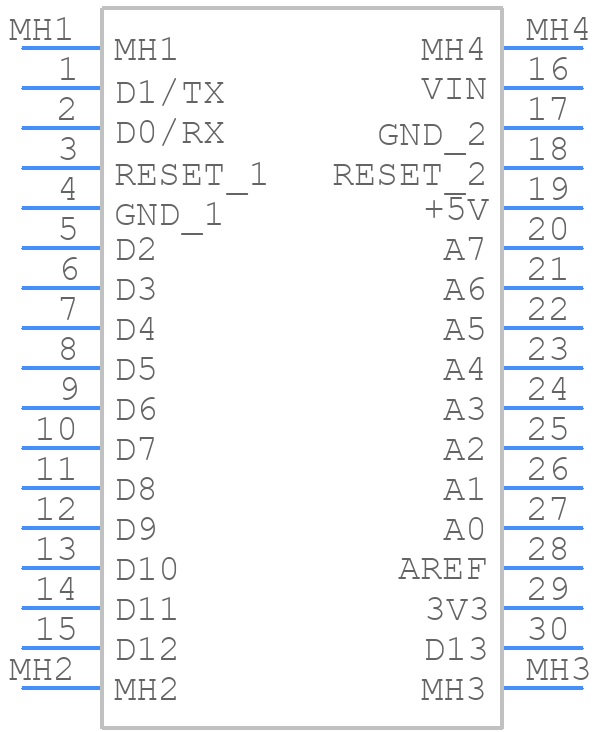 MH1 MH1 MH4 MH4
1 D1/TX VIN 16
2 D0/RX GND_2 17
3 RESET_1 RESET_2 18
4 GND_1 +5V 19
5 D2 A7 20
6 D3 A6 21
7 D4 A5 22
8 D5 A4 23
9 D6 A3 24
10 D7 A2 25
11 D8 A1 26
12 D9 A0 27
13 D10 AREF 28
14 D11 3V3 29
15 D12 D13 30
MH2 MH2 MH3 MH3